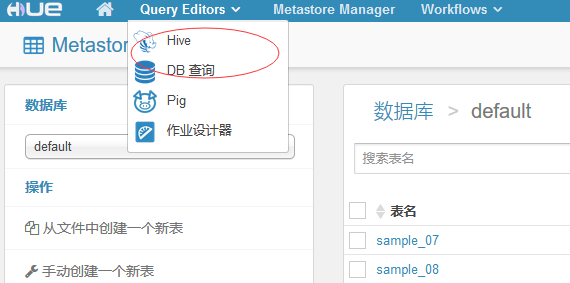 HUE Query Editors Metastore Manager Workflows
Metastor
Hive
DB 查询
Pig
作业设计器
数据库
default
操作
从文件中创建一个新表
手动创建一个新表
数据库 > default
搜索表名
表名
sample_07
sample_08